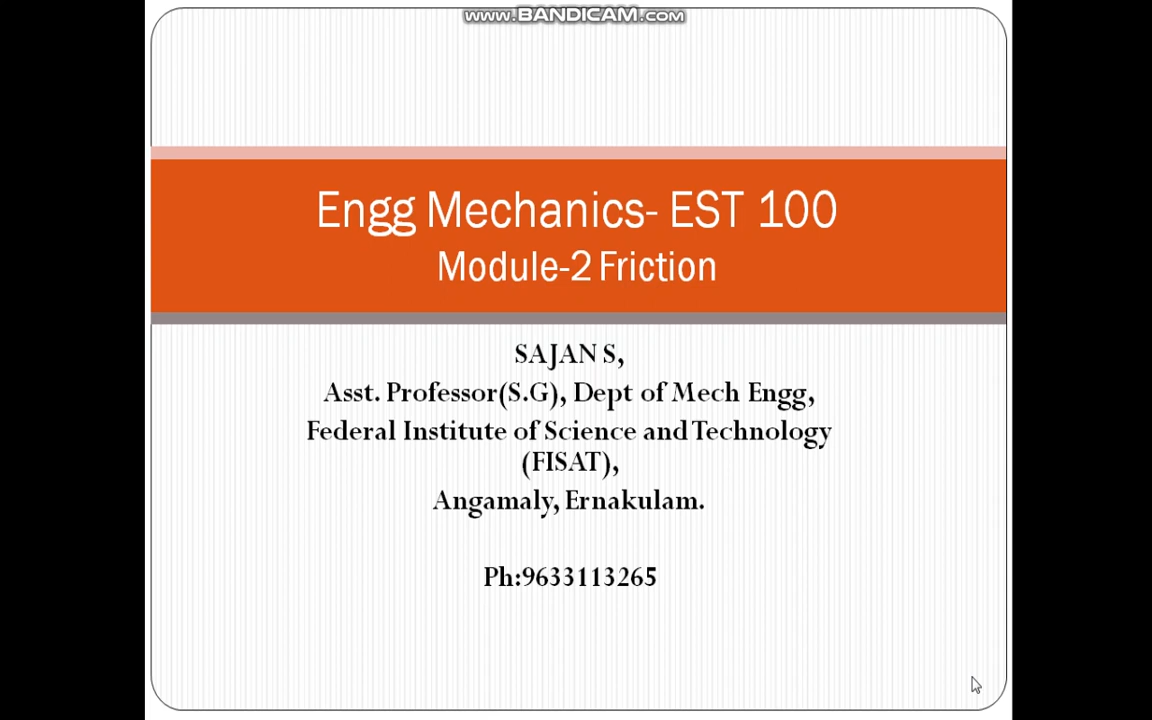 www.BANDICAM.com
Engg Mechanics- EST 100
Module-2 Friction
SAJAN S,
Asst. Professor(S.G), Dept of Mech Engg,
Federal Institute of Science and Technology
(FISAT),
Angamaly, Ernakulam.
Ph:9633113265